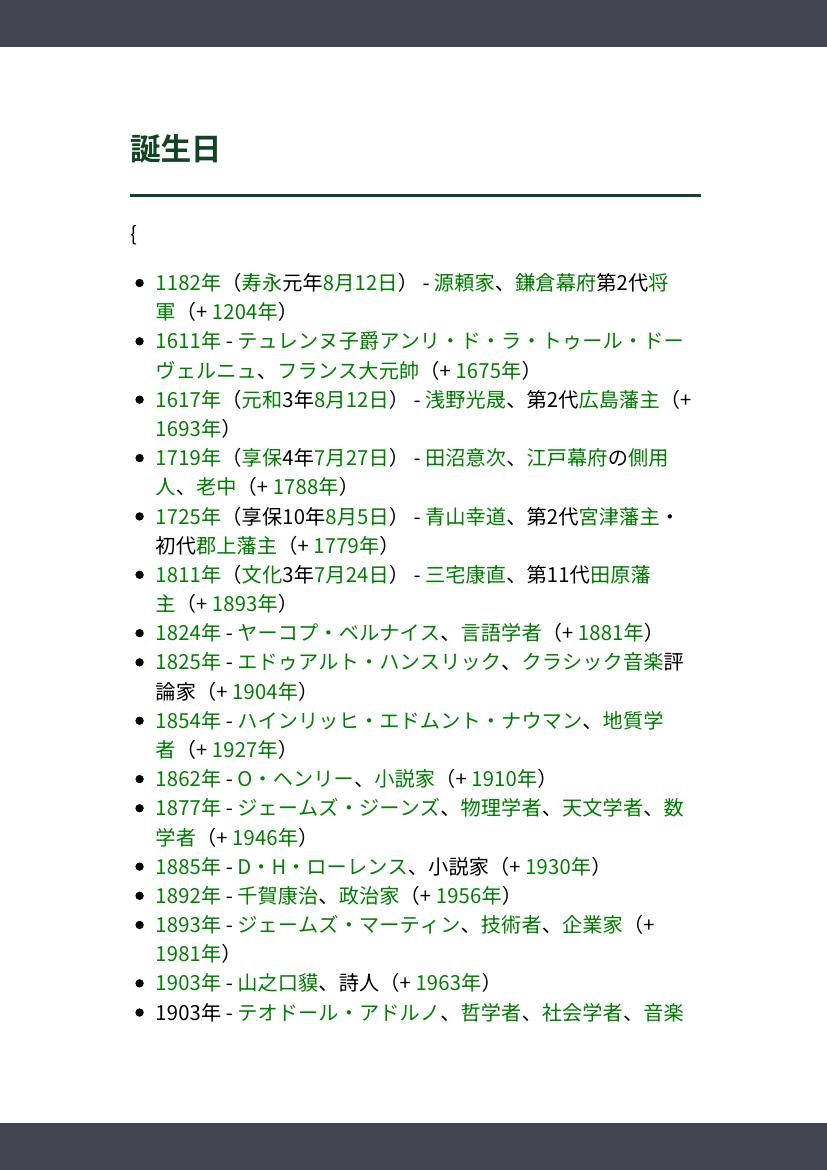 誕生日
{
• 1182年（寿永元年8月12日） - 源頼家、鎌倉幕府第2代将
軍（+ 1204年）
• 1611年 - テュレンヌ子爵アンリ・ド・ラ・トゥール・ドー
ヴェルニュ、フランス大元帥（+ 1675年）
• 1617年（元和3年8月12日） - 浅野光晟、第2代広島藩主（+
1693年）
• 1719年（享保4年7月27日） - 田沼意次、江戸幕府の側用
人、老中（+ 1788年）
• 1725年（享保10年8月5日） - 青山幸道、第2代宮津藩主・
初代郡上藩主（+ 1779年）
• 1811年（文化3年7月24日） - 三宅康直、第11代田原藩
主（+ 1893年）
• 1824年 - ヤーコプ・ベルナイス、言語学者（+ 1881年）
• 1825年 - エドゥアルト・ハンスリック、クラシック音楽評
論家（+ 1904年）
• 1854年 - ハインリッヒ・エドムント・ナウマン、地質学
者（+ 1927年）
• 1862年 - O・ヘンリー、小説家（+ 1910年）
• 1877年 - ジェームズ・ジーンズ、物理学者、天文学者、数
学者（+ 1946年）
• 1885年 - D・H・ローレンス、小説家（+ 1930年）
• 1892年 - 千賀康治、政治家（+ 1956年）
• 1893年 - ジェームズ・マーティン、技術者、企業家（+
1981年）
• 1903年 - 山之口貘、詩人（+ 1963年）
• 1903年 - テオドール・アドルノ、哲学者、社会学者、音楽